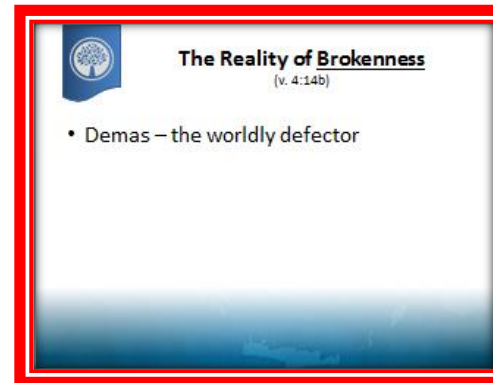 The Reality of Brokenness
(v. 4:14b)
• Demas – the worldly defector